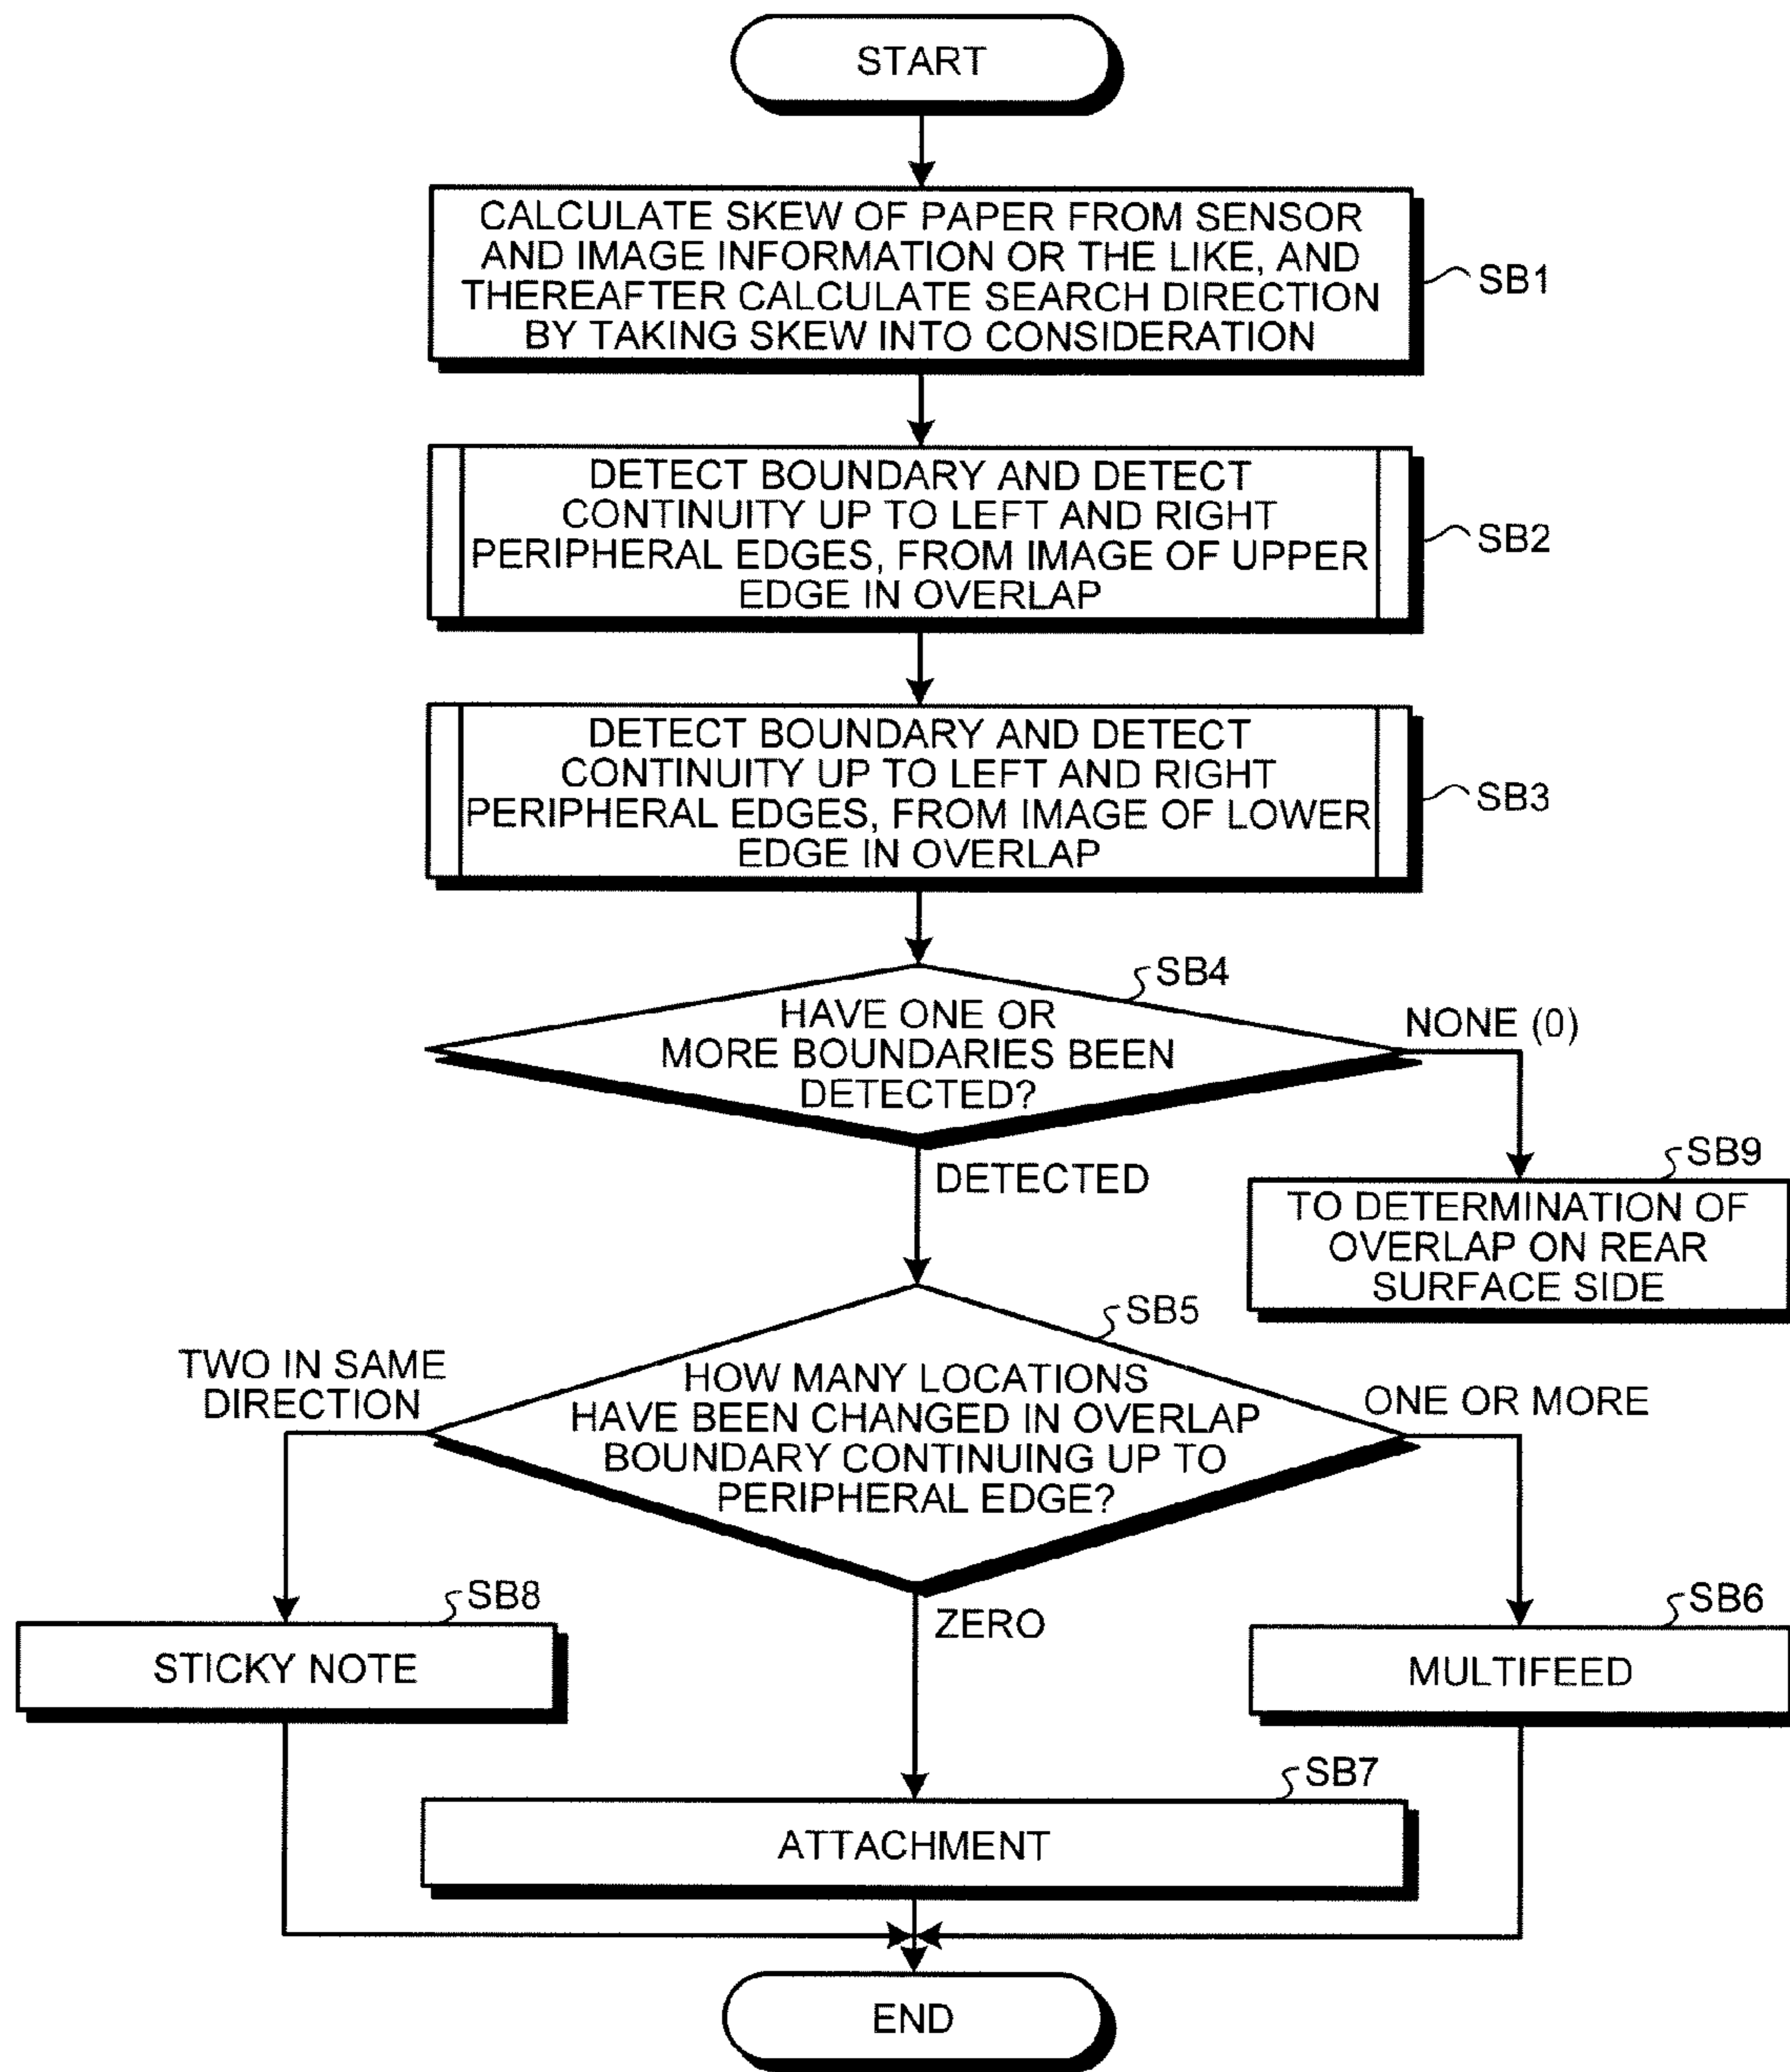 START
CALCULATE SKEW OF PAPER FROM SENSOR
AND IMAGE INFORMATION OR THE LIKE, AND
THEREAFTER CALCULATE SEARCH DIRECTION
BY TAKING SKEW INTO CONSIDERATION
SB1
DETECT BOUNDARY AND DETECT
CONTINUITY UP TO LEFT AND RIGHT
PERIPHERAL EDGES, FROM IMAGE OF UPPER
EDGE IN OVERLAP
SB2
DETECT BOUNDARY AND DETECT
CONTINUITY UP TO LEFT AND RIGHT
PERIPHERAL EDGES, FROM IMAGE OF LOWER
EDGE IN OVERLAP
SB3
SB4
HAVE ONE OR
MORE BOUNDARIES BEEN
DETECTED?
NONE (0)
DETECTED
SB9
TO DETERMINATION OF
OVERLAP ON REAR
SURFACE SIDE
SB5
HOW MANY LOCATIONS
HAVE BEEN CHANGED IN OVERLAP
BOUNDARY CONTINUING UP TO
PERIPHERAL EDGE?
TWO IN SAME
DIRECTION
ONE OR MORE
ZERO
SB8
STICKY NOTE
SB6
MULTIFEED
SB7
ATTACHMENT
END